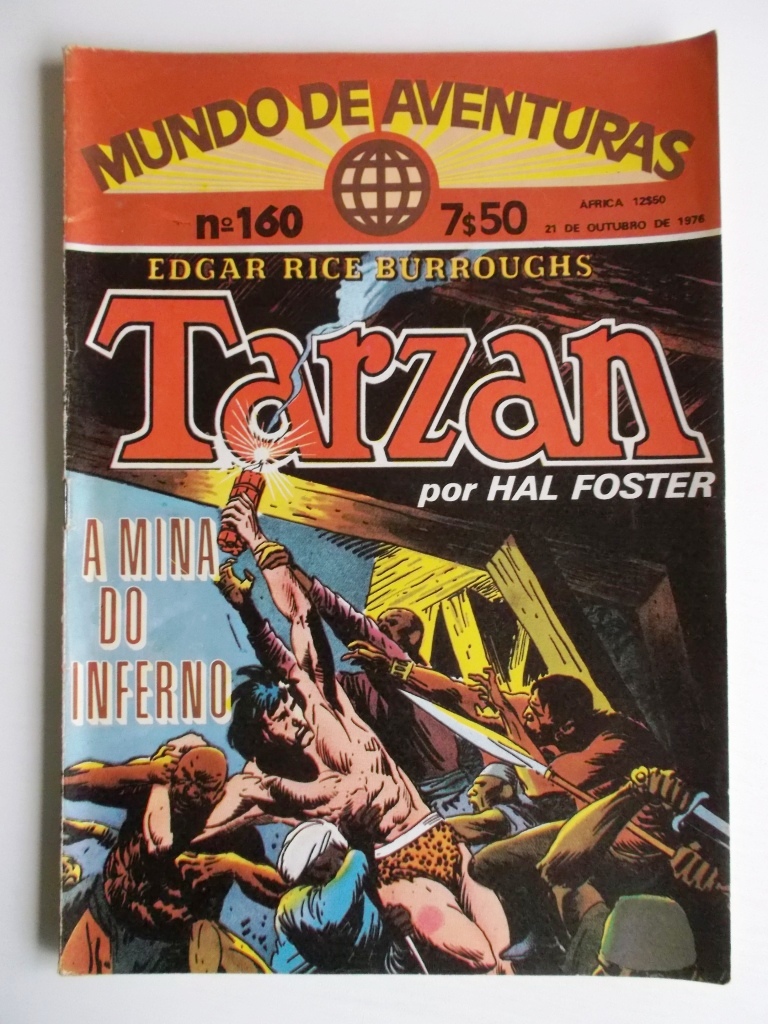 MUNDO DE AVENTURAS
nº 160
7$50
ÁFRICA 12$50
21 DE OUTUBRO DE 1976
EDGAR RICE BURROUGHS
Tarzan
por HAL FOSTER
A MINA
DO
INFERNO